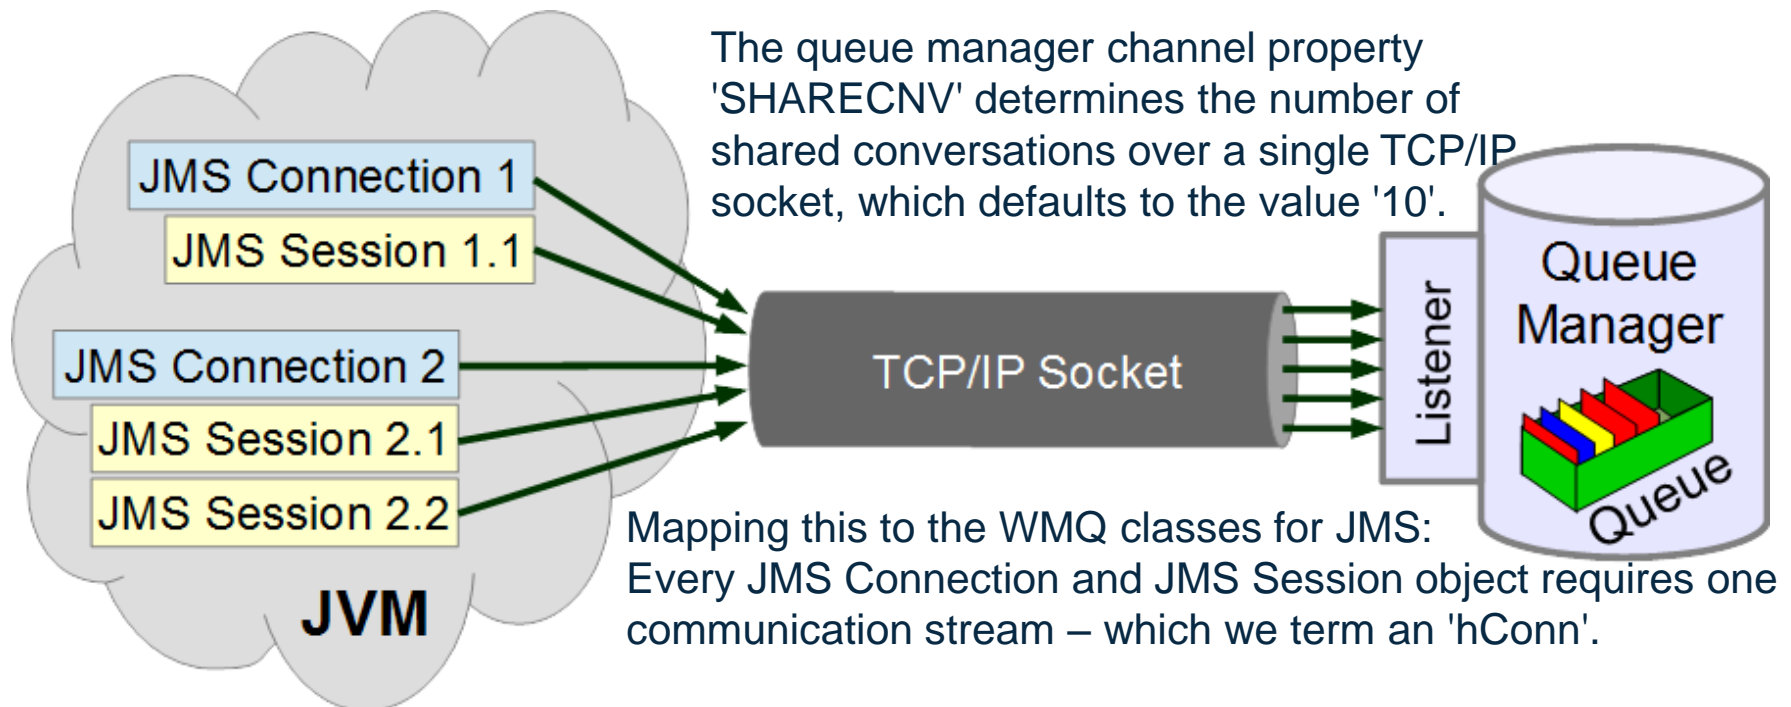 The queue manager channel property
'SHARECNV' determines the number of
shared conversations over a single TCP/IP
socket, which defaults to the value '10'.
JMS Connection 1
JMS Session 1.1
JMS Connection 2
JMS Session 2.1
JMS Session 2.2
JVM
TCP/IP Socket
Listener
Queue
Manager
Queue
Mapping this to the WMQ classes for JMS:
Every JMS Connection and JMS Session object requires one
communication stream – which we term an 'hConn'.